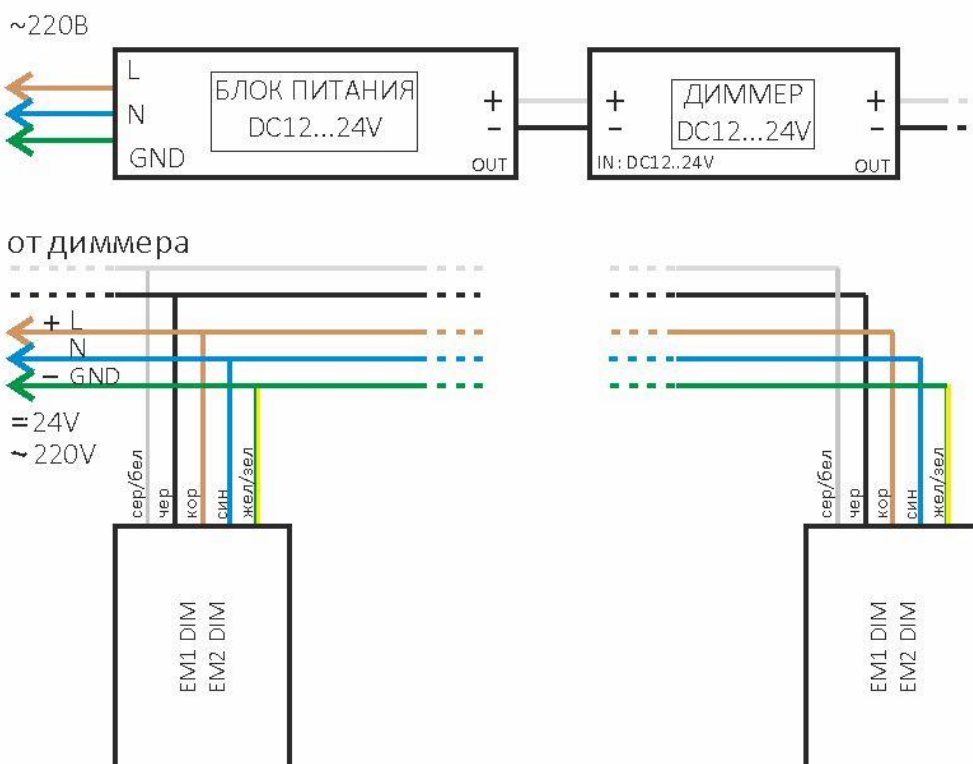 ~220В
L
N
GND
БЛОК ПИТАНИЯ
DC12...24V
+
−
OUT
+
−
IN: DC12..24V
ДИММЕР
DC12...24V
+
−
OUT
от диммера
+ L
N
− GND
=24V
~220V
сер/бел
чер
кор
син
жел/зел
EM1 DIM
EM2 DIM
сер/бел
чер
кор
син
жел/зел
EM1 DIM
EM2 DIM